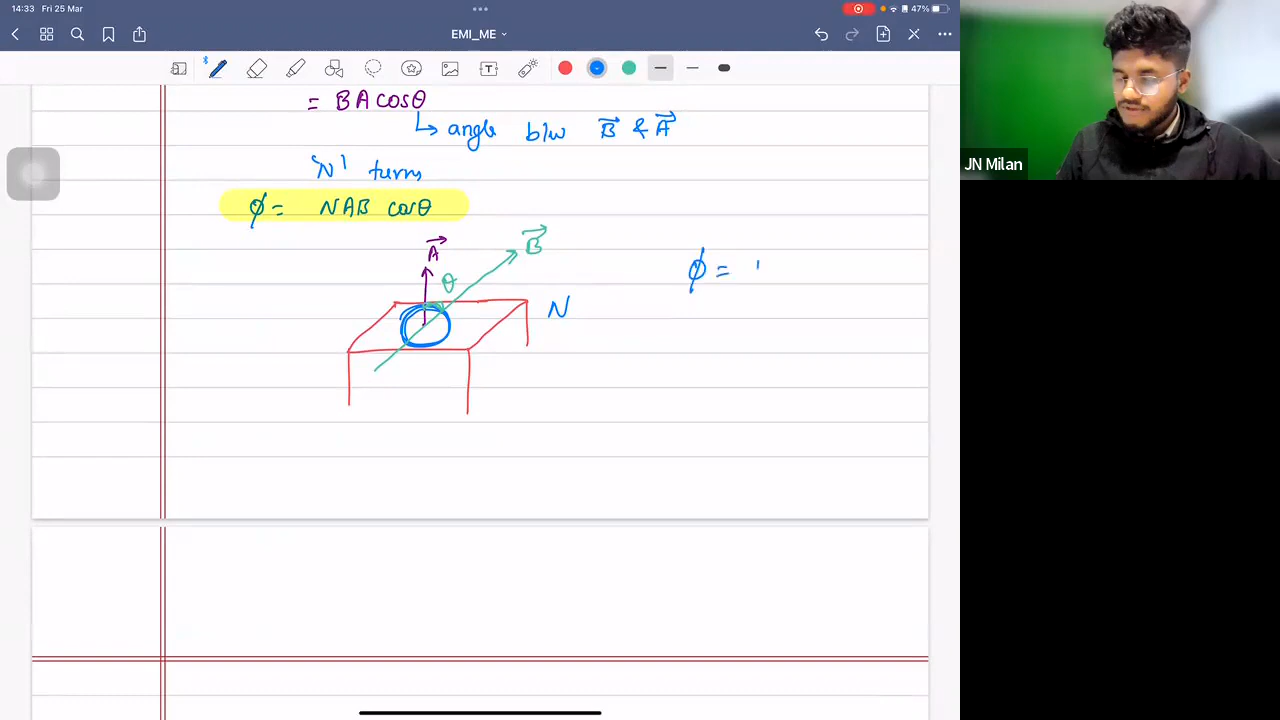 14:33 Fri 25 Mar
47%
EMI_ME
= BA cosθ
↳ angle b/w B⃗ & A⃗
'N' turns
ϕ = NAB cosθ
A⃗
θ
B⃗
N
ϕ =
JN Milan